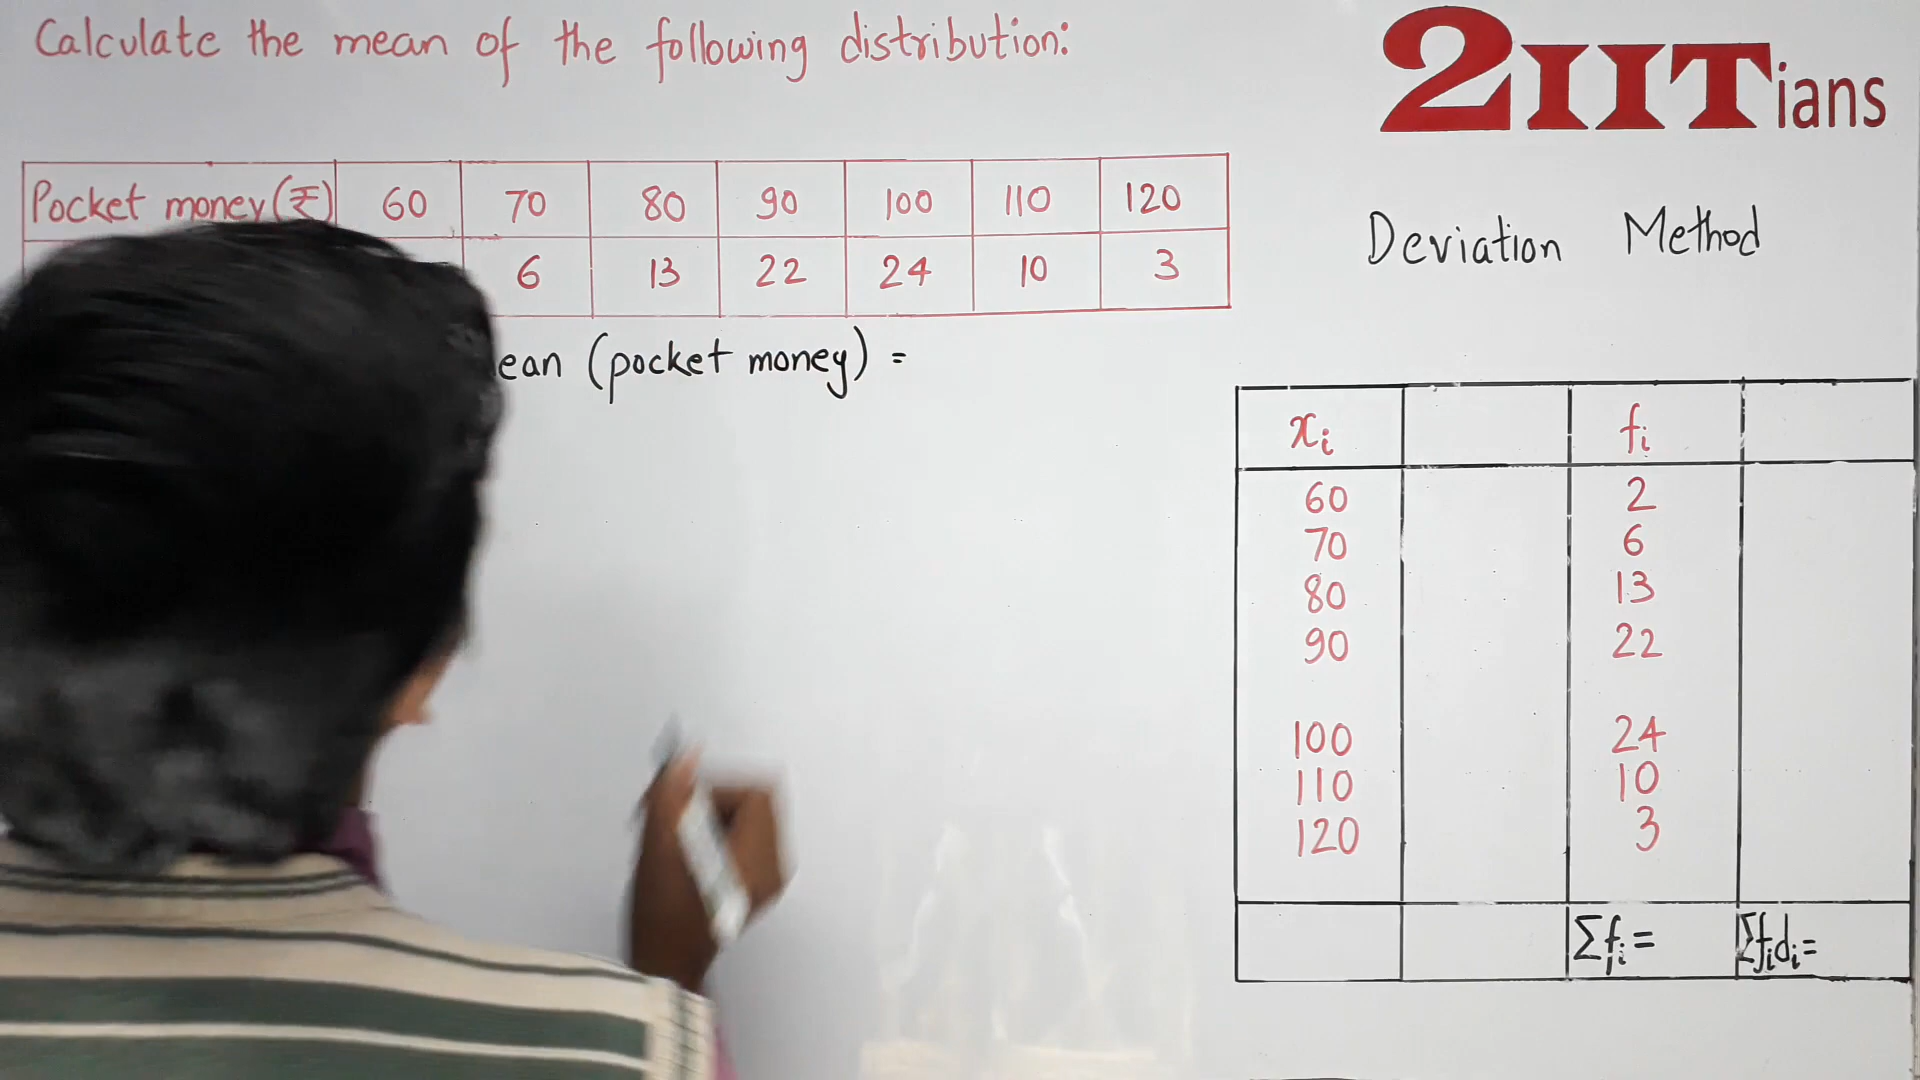 Calculate the mean of the following distribution:
2IITians
Pocket money (₹) 60 70 80 90 100 110 120
6 13 22 24 10 3
Deviation Method
(pocket money) =
xi fi
60 2
70 6
80 13
90 22
100 24
110 10
120 3
Σfi= Σfidi=